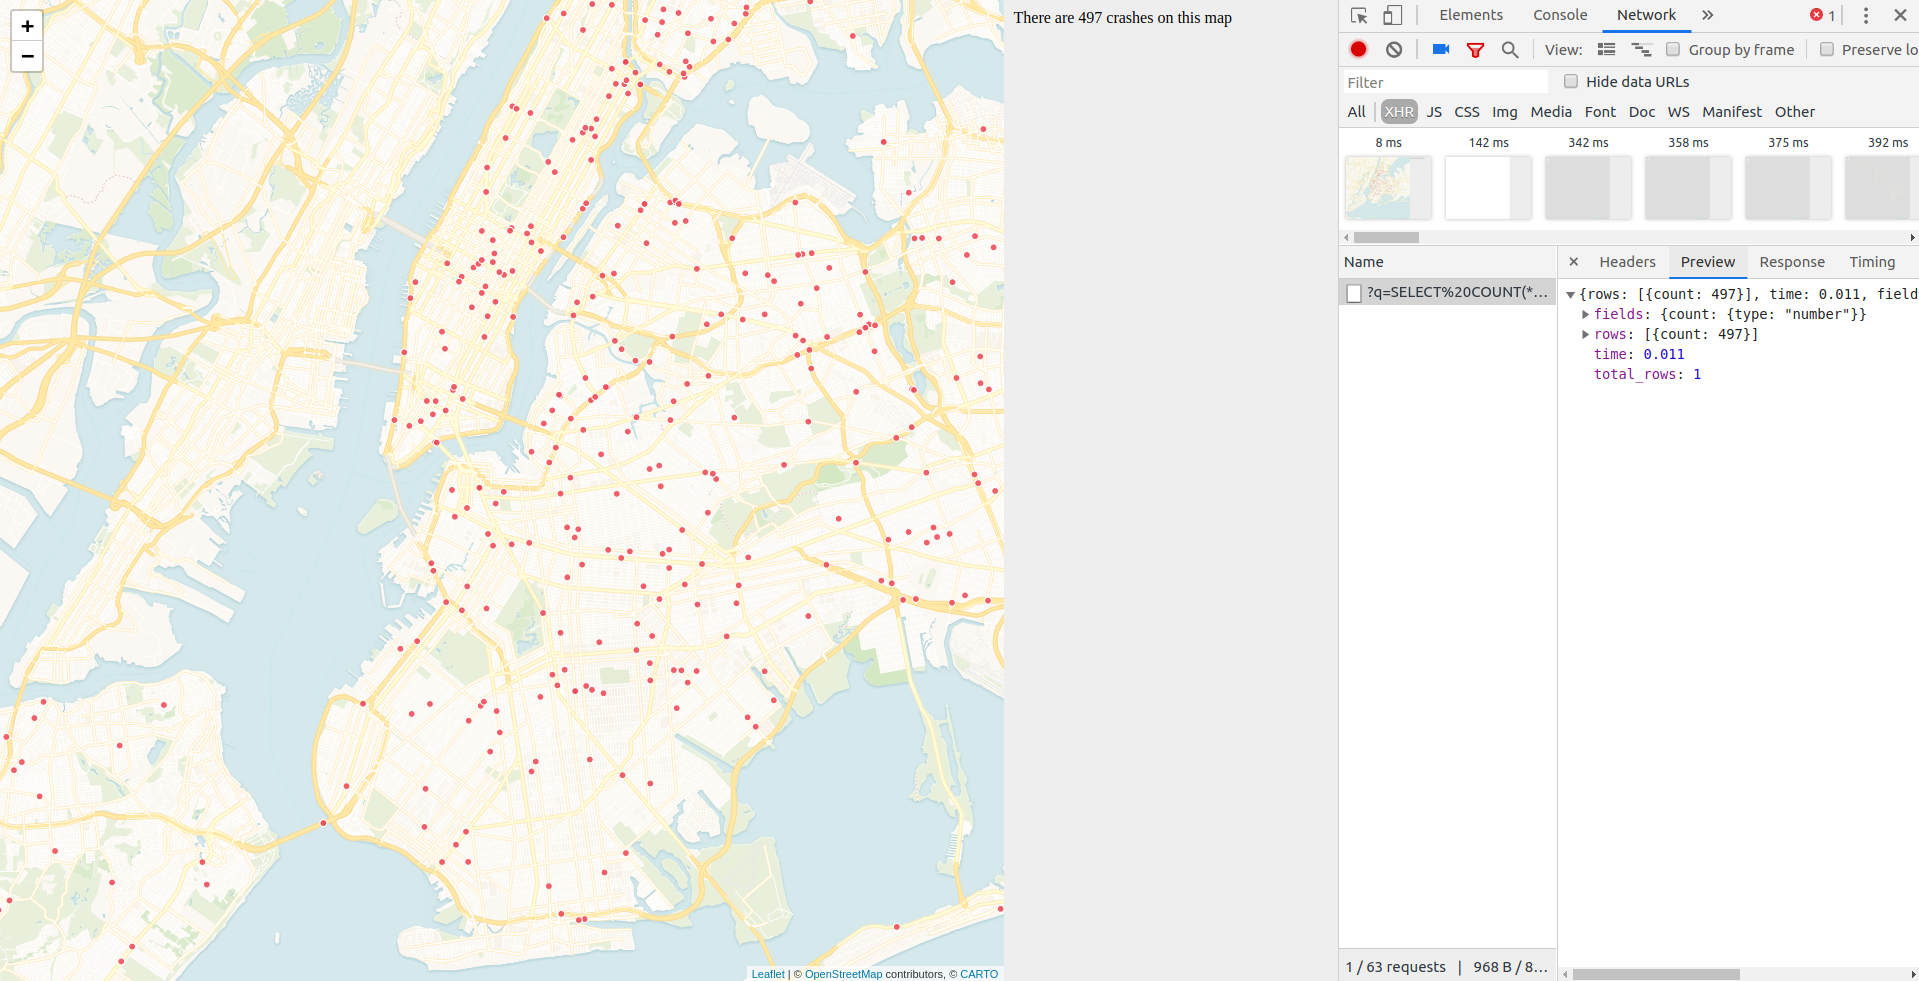 +
−
There are 497 crashes on this map
Leaflet | © OpenStreetMap contributors, © CARTO
Elements Console Network » 1
View: Group by frame Preserve lo
Filter Hide data URLs
All XHR JS CSS Img Media Font Doc WS Manifest Other
8 ms 142 ms 342 ms 358 ms 375 ms 392 ms
Name
?q=SELECT%20COUNT(*…
1 / 63 requests | 968 B / 8…
× Headers Preview Response Timing
{rows: [{count: 497}], time: 0.011, field
fields: {count: {type: "number"}}
rows: [{count: 497}]
time: 0.011
total_rows: 1